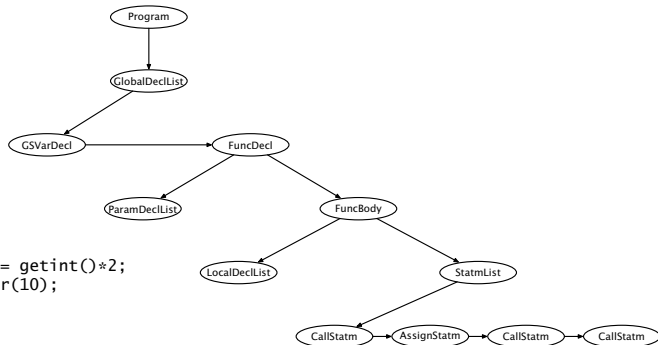 Program
GlobalDeclList
GSVarDecl FuncDecl
ParamDeclList FuncBody
= getint()*2;
LocalDeclList StatmList
r(10);
CallStatm AssignStatm CallStatm CallStatm